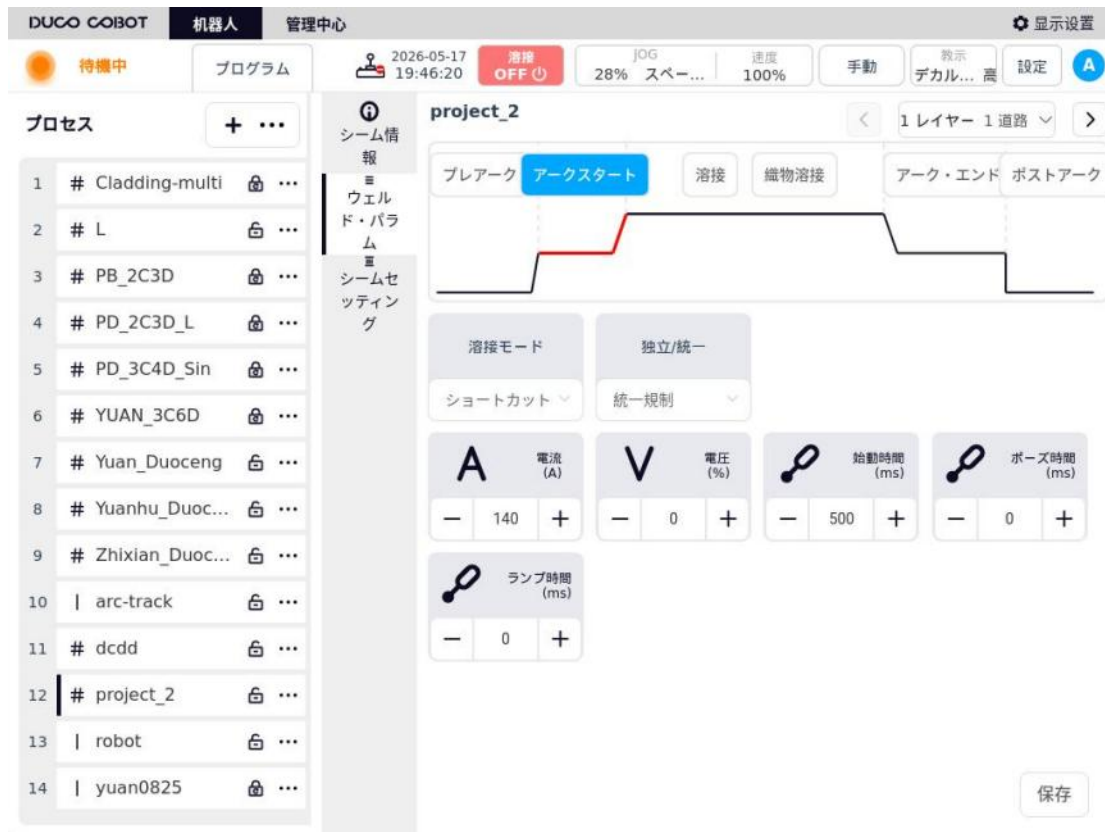 DUCO COBOT 机器人 管理中心 显示设置
待機中 プログラム 2026-05-17 19:46:20 溶接 OFF JOG 28% スペー... 速度 100% 手動 教示 デカル... 高 設定 A
プロセス + ...
1 # Cladding-multi ...
2 # L ...
3 # PB_2C3D ...
4 # PD_2C3D_L ...
5 # PD_3C4D_Sin ...
6 # YUAN_3C6D ...
7 # Yuan_Duoceng ...
8 # Yuanhu_Duoc... ...
9 # Zhixian_Duoc... ...
10 | arc-track ...
11 # dcdd ...
12 # project_2 ...
13 | robot ...
14 | yuan0825 ...
シーム情
報
ウェル
ド・パラ
ム
シームセ
ッティン
グ
project_2 1 レイヤー 1 道路
プレアーク アークスタート 溶接 織物溶接 アーク・エンド ポストアーク
溶接モード 独立/統一
ショートカット 統一規制
A 電流 (A) V 電圧 (%) 始動時間 (ms) ポーズ時間 (ms)
— 140 + — 0 + — 500 + — 0 +
ランプ時間 (ms)
— 0 +
保存